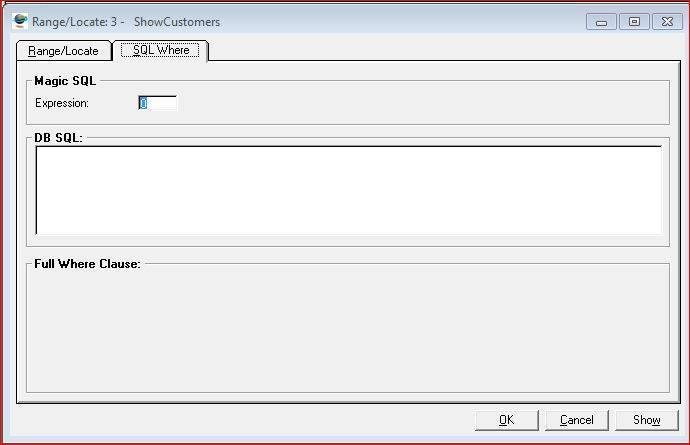 Range/Locate: 3 - ShowCustomers
Range/Locate
SQL Where
Magic SQL
Expression: 0
DB SQL:
Full Where Clause:
OK Cancel Show